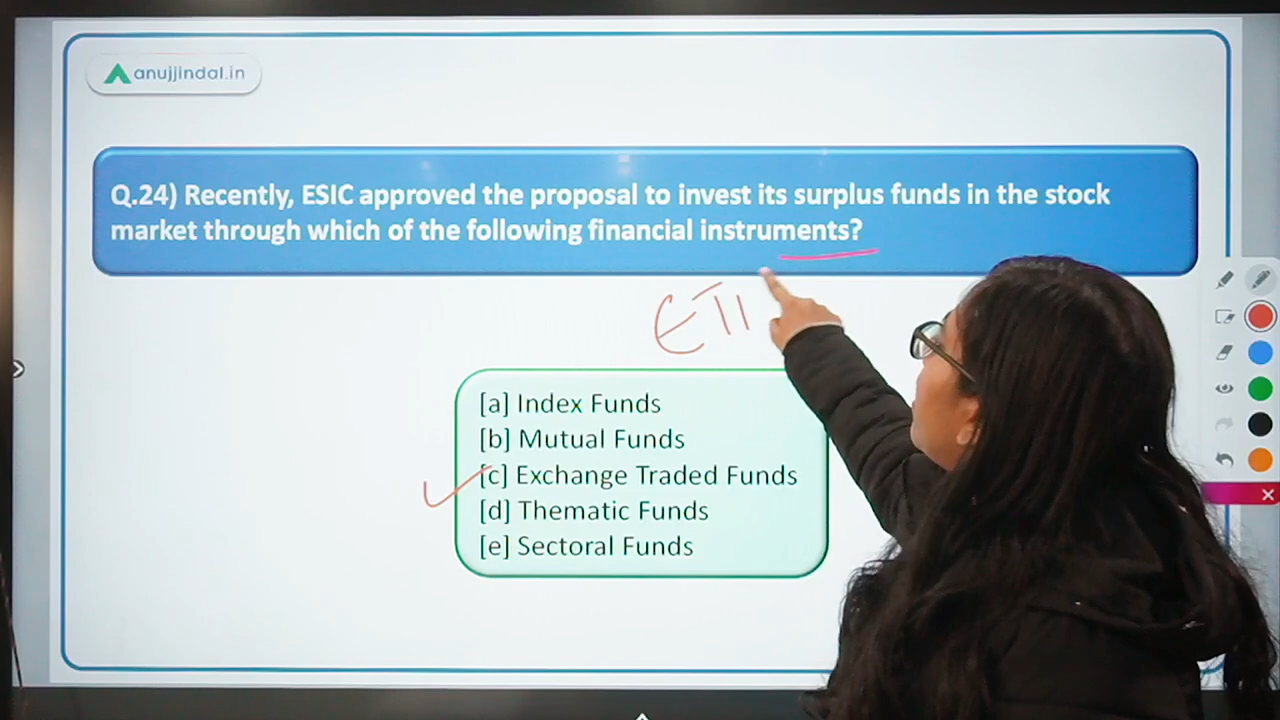 anujjindal.in
Q.24) Recently, ESIC approved the proposal to invest its surplus funds in the stock
market through which of the following financial instruments?
[a] Index Funds
[b] Mutual Funds
[c] Exchange Traded Funds
[d] Thematic Funds
[e] Sectoral Funds